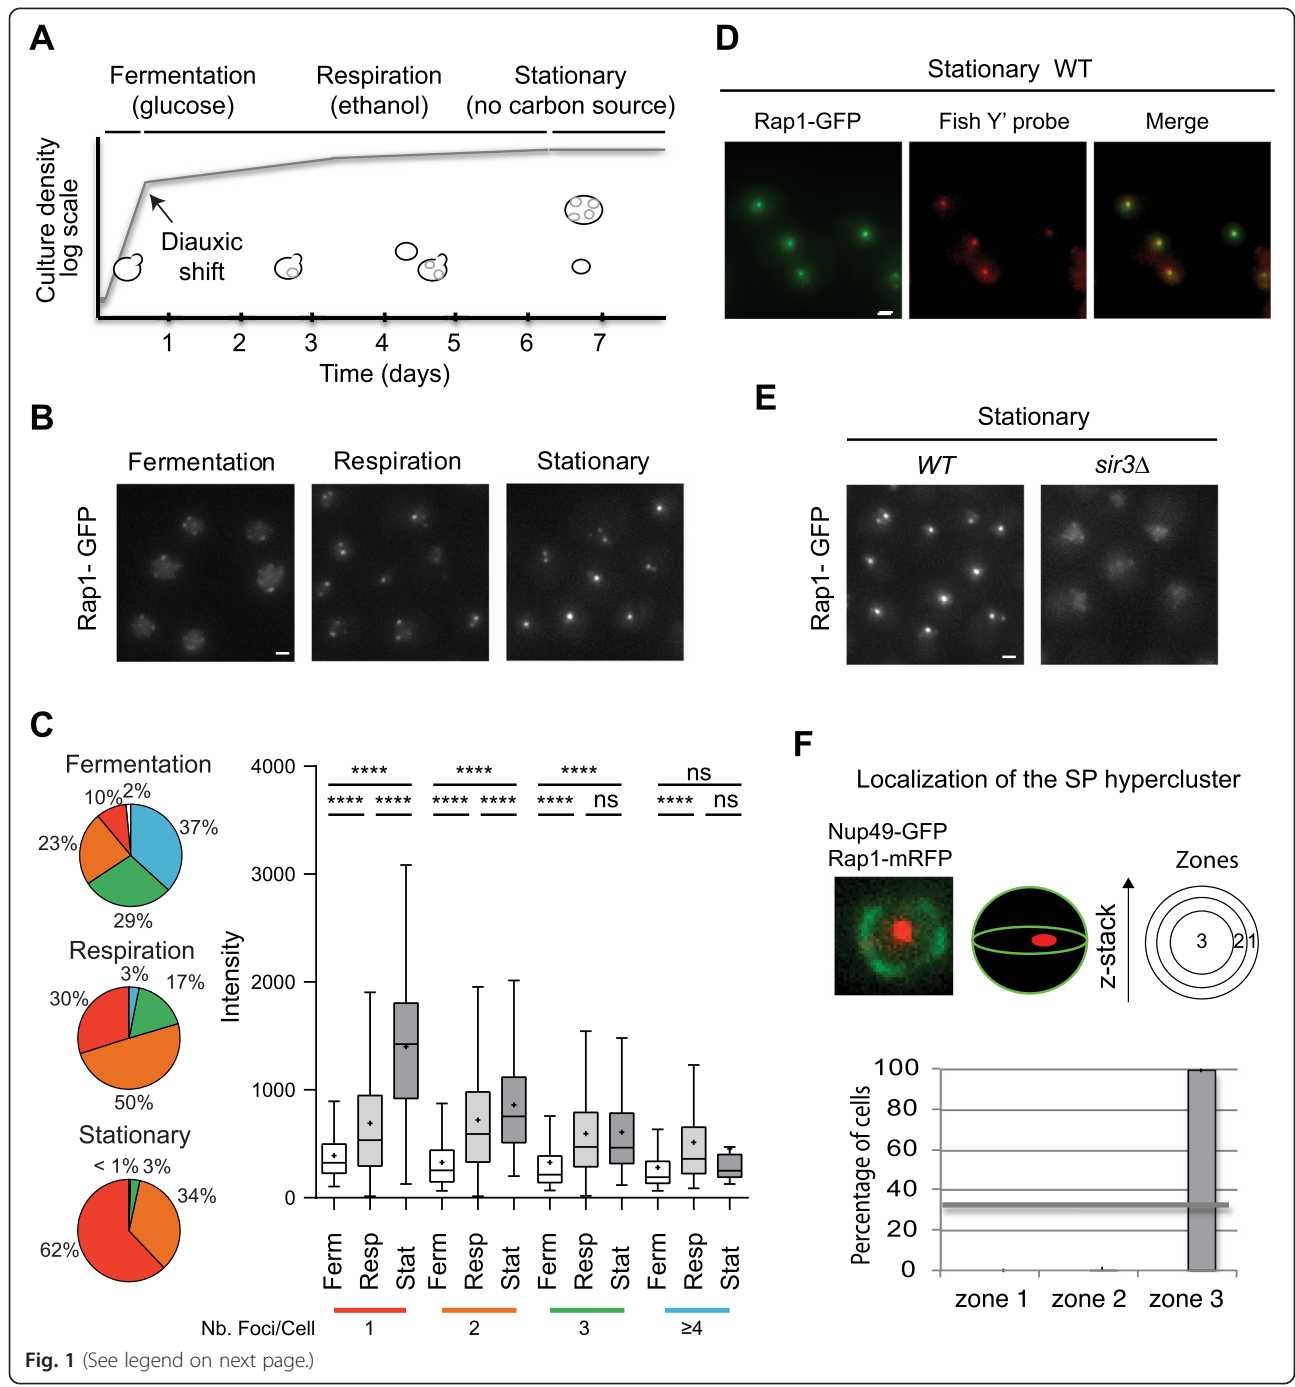 A
Fermentation
(glucose)
Respiration
(ethanol)
Stationary
(no carbon source)
Culture density
log scale
Diauxic
shift
1 2 3 4 5 6 7
Time (days)
B
Fermentation Respiration Stationary
Rap1- GFP
C
Fermentation
10% 2%
37%
23%
29%
Respiration
3%
17%
30%
50%
Stationary
< 1% 3%
34%
62%
Intensity
4000
3000
2000
1000
0
**** **** **** ns
**** **** **** **** **** ns **** ns
Ferm Resp Stat Ferm Resp Stat Ferm Resp Stat Ferm Resp Stat
Nb. Foci/Cell 1 2 3 ≥4
D
Stationary WT
Rap1-GFP Fish Y' probe Merge
E
Stationary
WT sir3Δ
Rap1- GFP
F
Localization of the SP hypercluster
Nup49-GFP
Rap1-mRFP
z-stack
Zones
3 2 1
Percentage of cells
100
80
60
40
20
0
zone 1 zone 2 zone 3
Fig. 1 (See legend on next page.)